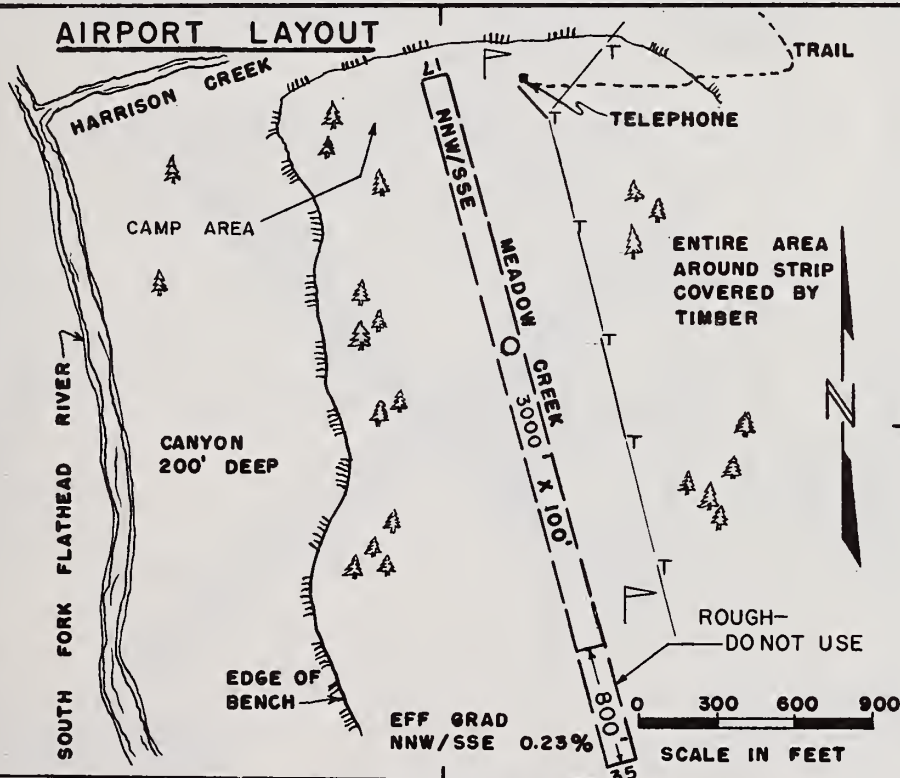 AIRPORT LAYOUT
HARRISON CREEK
17
NNW/SSE
TRAIL
T
TELEPHONE
T
CAMP AREA
T
ENTIRE AREA
AROUND STRIP
COVERED BY
TIMBER
MEADOW CREEK
3000' X 100'
T
N
SOUTH FORK FLATHEAD RIVER
CANYON
200' DEEP
T
T
ROUGH—
DO NOT USE
EDGE OF
BENCH
EFF GRAD
NNW/SSE 0.23%
800'
35
0 300 600 900
SCALE IN FEET